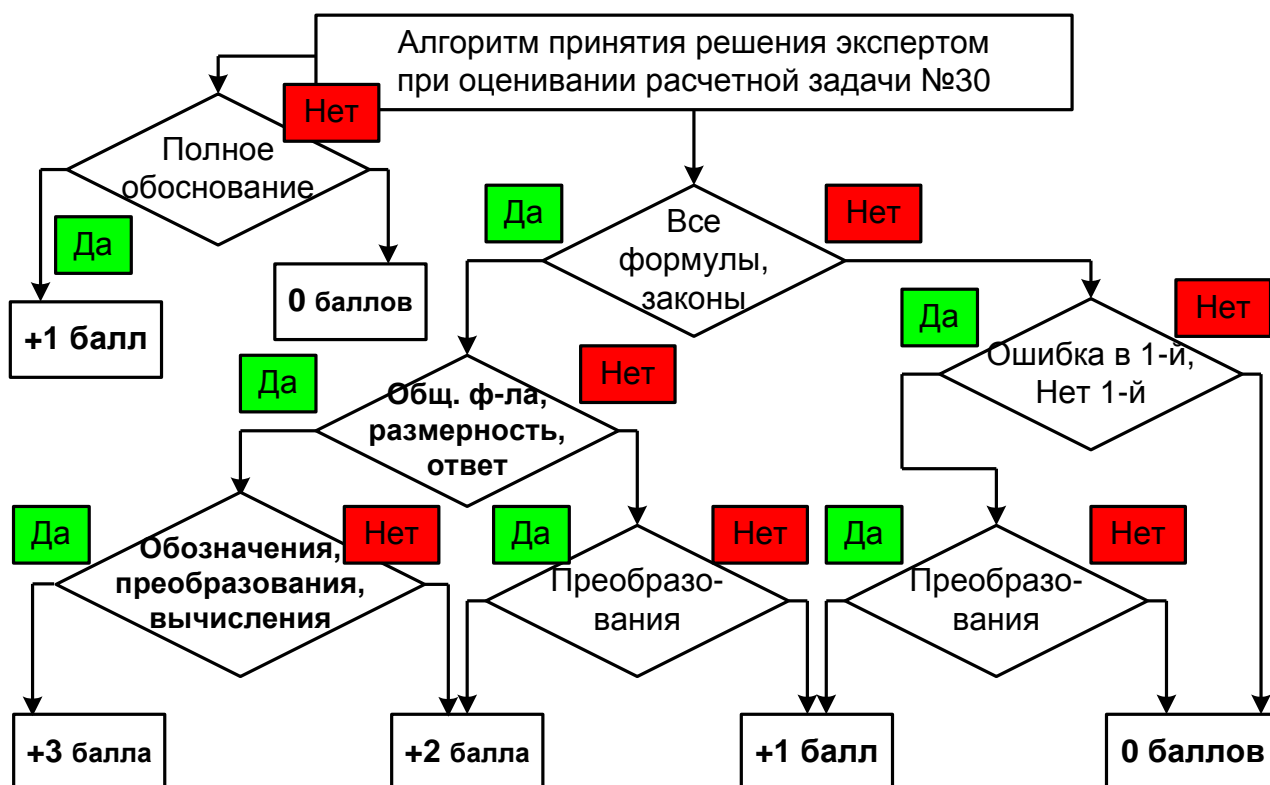 Алгоритм принятия решения экспертом
при оценивании расчетной задачи №30
Нет
Полное
обоснование
Да
+1 балл
0 баллов
Да
Все
формулы,
законы
Нет
Да
Общ. ф-ла,
размерность,
ответ
Нет
Да
Ошибка в 1-й,
Нет 1-й
Нет
Да
Обозначения,
преобразования,
вычисления
Нет
Да
Преобразо-
вания
Нет
Да
Преобразо-
вания
Нет
+3 балла
+2 балла
+1 балл
0 баллов